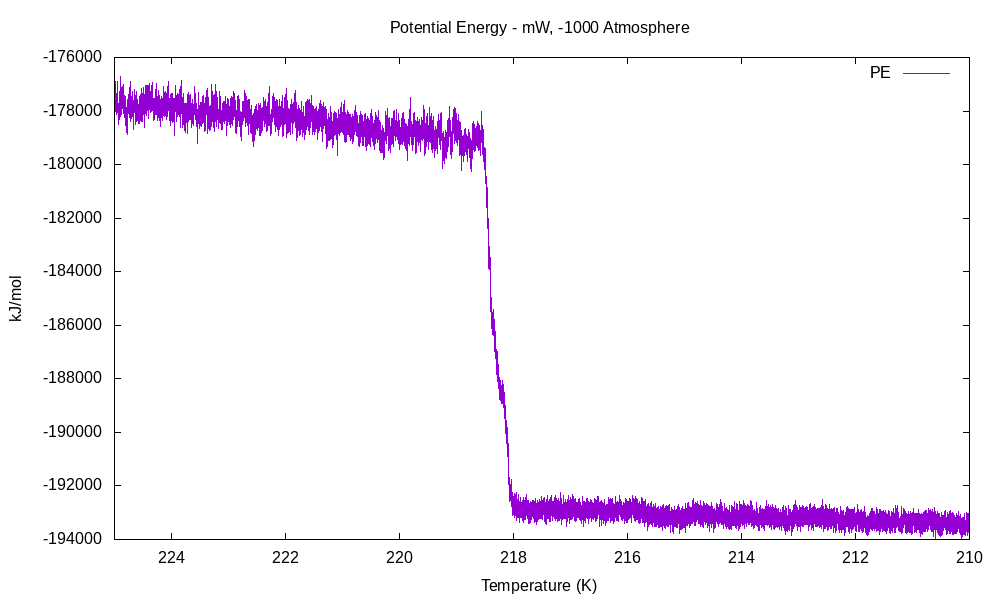 Potential Energy - mW, -1000 Atmosphere
PE
-176000
-178000
-180000
-182000
-184000
-186000
-188000
-190000
-192000
-194000
kJ/mol
224 222 220 218 216 214 212 210
Temperature (K)